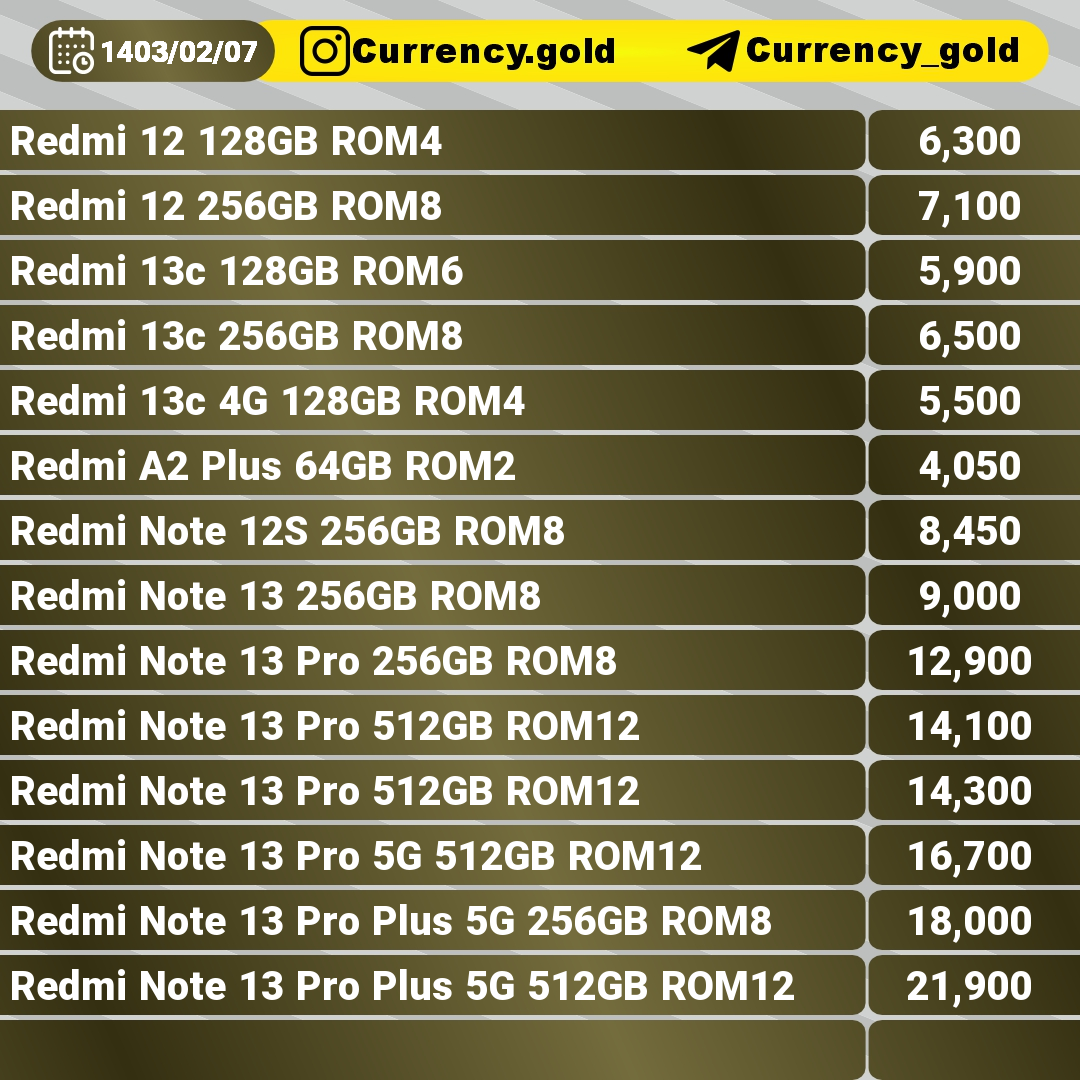 1403/02/07 Currency.gold Currency_gold
Redmi 12 128GB ROM4 6,300
Redmi 12 256GB ROM8 7,100
Redmi 13c 128GB ROM6 5,900
Redmi 13c 256GB ROM8 6,500
Redmi 13c 4G 128GB ROM4 5,500
Redmi A2 Plus 64GB ROM2 4,050
Redmi Note 12S 256GB ROM8 8,450
Redmi Note 13 256GB ROM8 9,000
Redmi Note 13 Pro 256GB ROM8 12,900
Redmi Note 13 Pro 512GB ROM12 14,100
Redmi Note 13 Pro 512GB ROM12 14,300
Redmi Note 13 Pro 5G 512GB ROM12 16,700
Redmi Note 13 Pro Plus 5G 256GB ROM8 18,000
Redmi Note 13 Pro Plus 5G 512GB ROM12 21,900